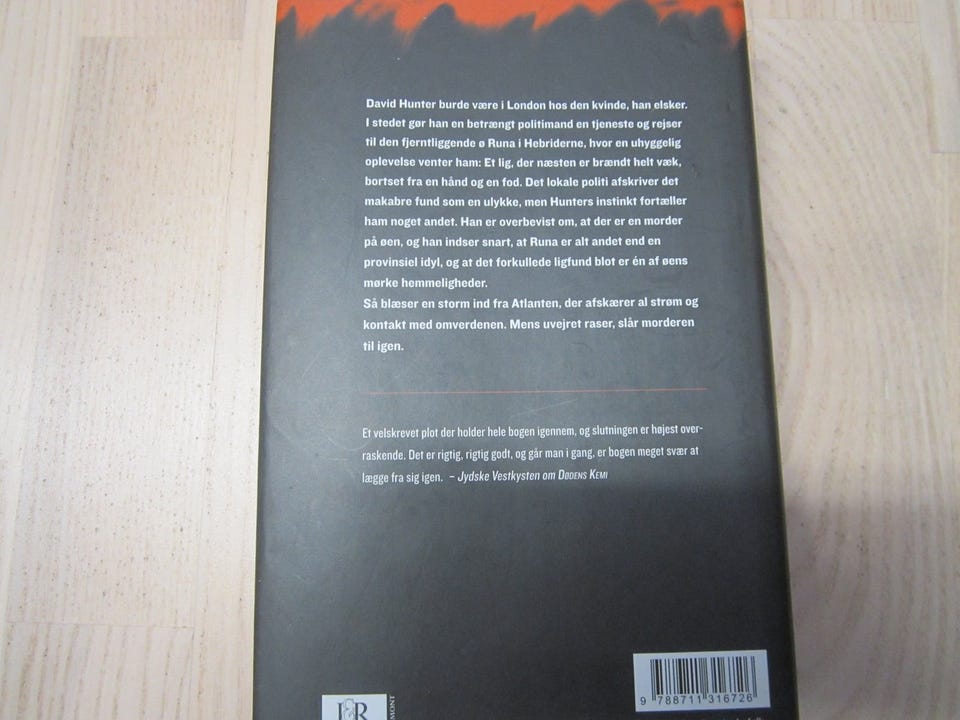 David Hunter burde være i London hos den kvinde, han elsker.
I stedet gør han en betrængt politimand en tjeneste og rejser
til den fjerntliggende ø Runa i Hebriderne, hvor en uhyggelig
oplevelse venter ham: Et lig, der næsten er brændt helt væk,
bortset fra en hånd og en fod. Det lokale politi afskriver det
makabre fund som en ulykke, men Hunters instinkt fortæller
ham noget andet. Han er overbevist om, at der er en morder
på øen, og han indser snart, at Runa er alt andet end en
provinsiel idyl, og at det forkullede ligfund blot er én af øens
mørke hemmeligheder.
Så blæser en storm ind fra Atlanten, der afskærer al strøm og
kontakt med omverdenen. Mens uvejret raser, slår morderen
til igen.
Et velskrevet plot der holder hele bogen igennem, og slutningen er højest over-
raskende. Det er rigtig, rigtig godt, og går man i gang, er bogen meget svær at
lægge fra sig igen. – Jydske Vestkysten om DØDENS KEMI
9 788711 316726